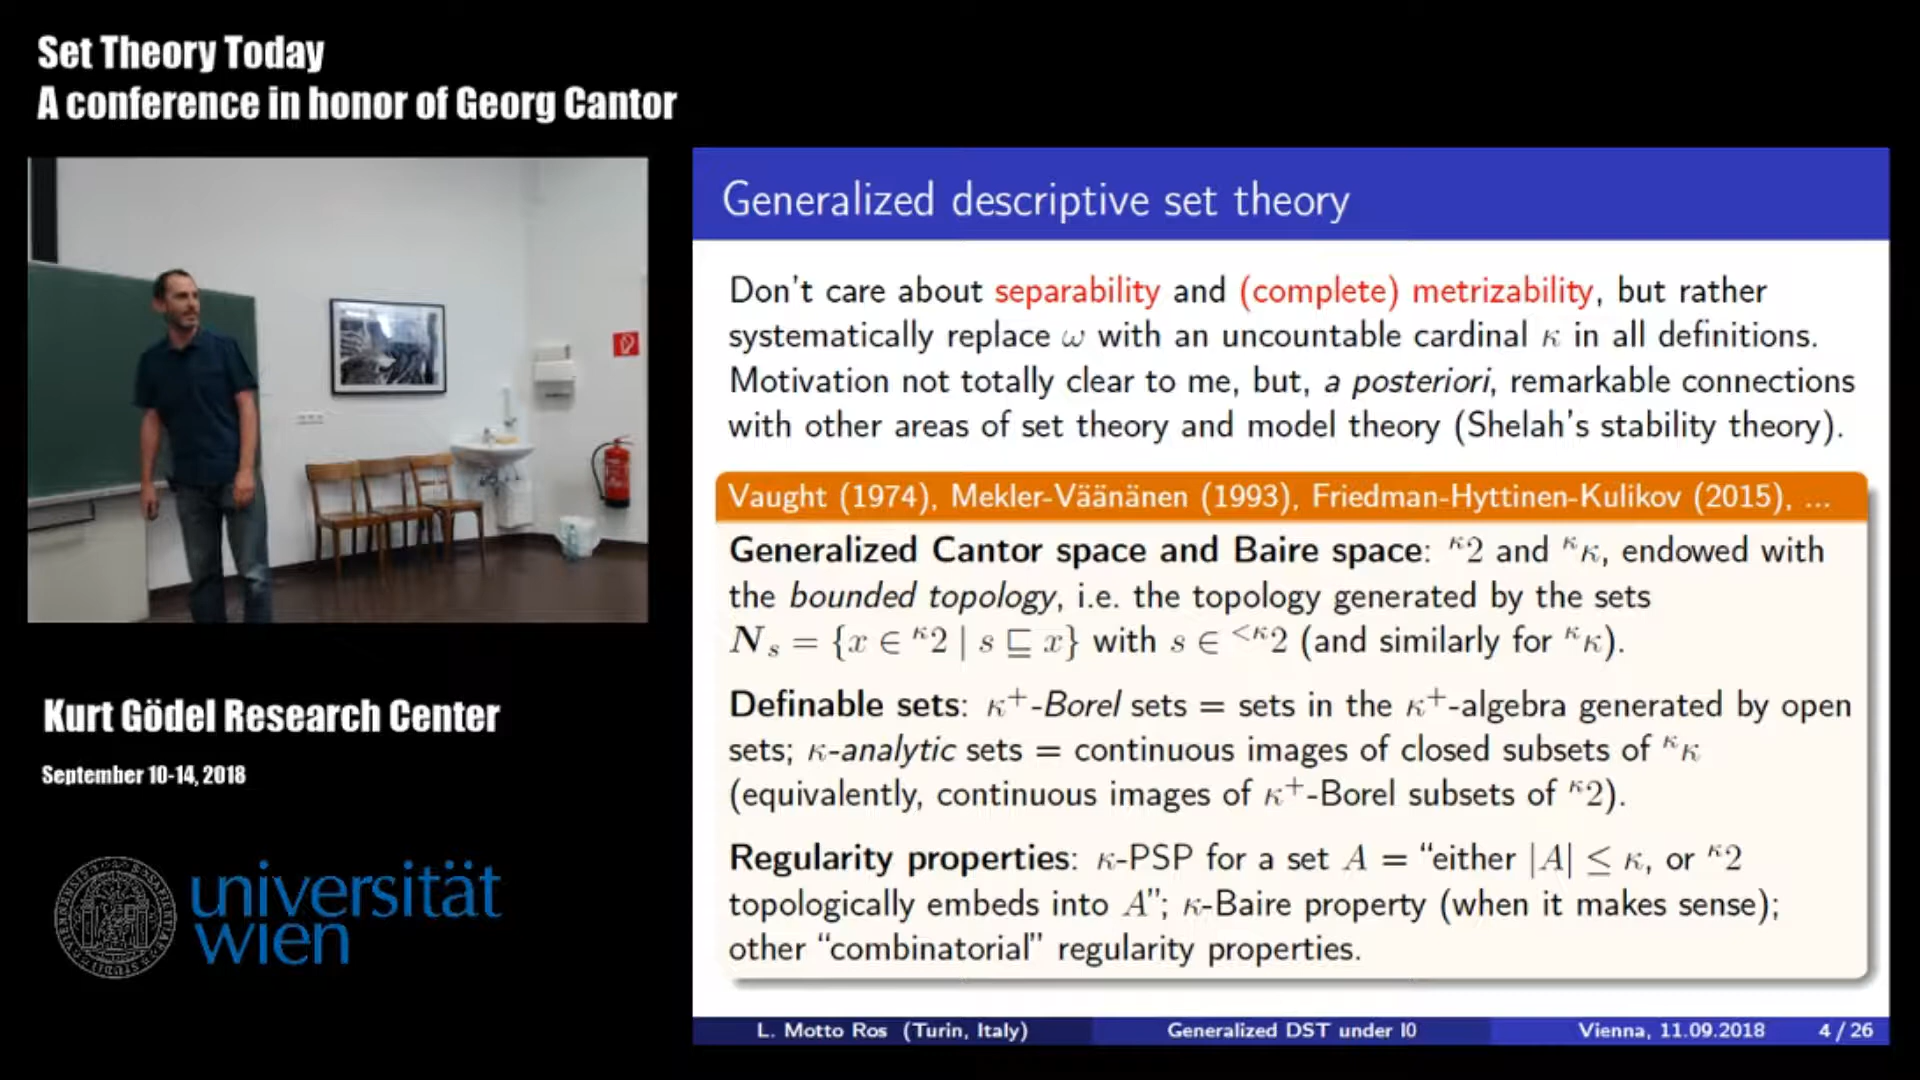 Set Theory Today
A conference in honor of Georg Cantor
Generalized descriptive set theory
Don't care about separability and (complete) metrizability, but rather
systematically replace ω with an uncountable cardinal κ in all definitions.
Motivation not totally clear to me, but, a posteriori, remarkable connections
with other areas of set theory and model theory (Shelah's stability theory).
Vaught (1974), Mekler-Väänänen (1993), Friedman-Hyttinen-Kulikov (2015), ...
Generalized Cantor space and Baire space: ^κ2 and ^κκ, endowed with
the bounded topology, i.e. the topology generated by the sets
N_s = {x ∈ ^κ2 | s ⊑ x} with s ∈ ^{<κ}2 (and similarly for ^κκ).
Definable sets: κ⁺-Borel sets = sets in the κ⁺-algebra generated by open
sets; κ-analytic sets = continuous images of closed subsets of ^κκ
(equivalently, continuous images of κ⁺-Borel subsets of ^κ2).
Regularity properties: κ-PSP for a set A = "either |A| ≤ κ, or ^κ2
topologically embeds into A"; κ-Baire property (when it makes sense);
other "combinatorial" regularity properties.
L. Motto Ros (Turin, Italy) Generalized DST under I0 Vienna, 11.09.2018 4 / 26
Kurt Gödel Research Center
September 10-14, 2018
universität
wien